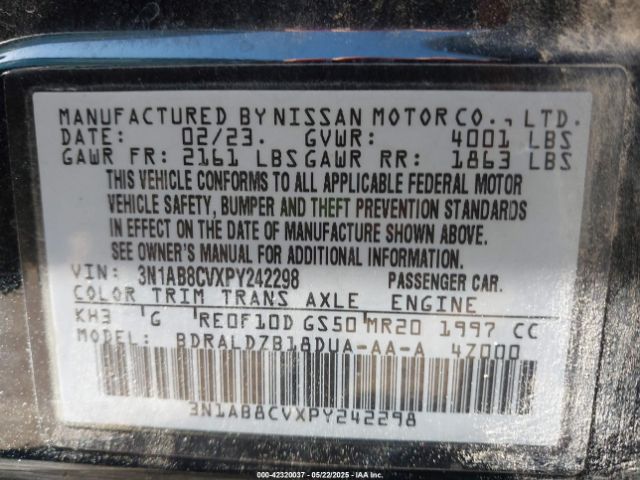 MANUFACTURED BY NISSAN MOTOR CO., LTD.
DATE: 02/23. GVWR: 4001 LBS
GAWR FR: 2161 LBS GAWR RR: 1863 LBS
THIS VEHICLE CONFORMS TO ALL APPLICABLE FEDERAL MOTOR
VEHICLE SAFETY, BUMPER AND THEFT PREVENTION STANDARDS
IN EFFECT ON THE DATE OF MANUFACTURE SHOWN ABOVE.
SEE OWNER'S MANUAL FOR ADDITIONAL INFORMATION.
VIN: 3N1AB8CVXPY242298 PASSENGER CAR.
COLOR TRIM TRANS AXLE ENGINE
KH3 G RE0F10D GS50 MR20 1997 CC
MODEL: BDRALDZB18DUA-AA-A 4Z000
3N1AB8CVXPY242298
000-42320037 - 05/22/2025 - IAAI.COM